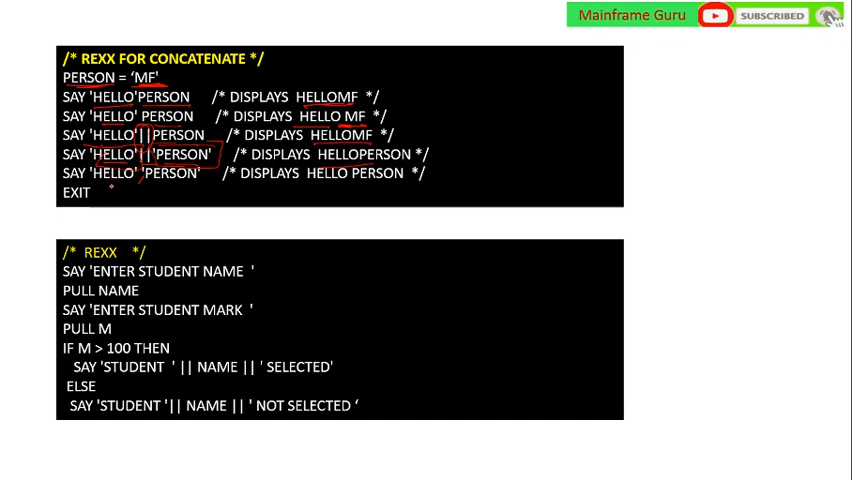 Mainframe Guru
SUBSCRIBED
/* REXX FOR CONCATENATE */
PERSON = ‘MF'
SAY 'HELLO'PERSON /* DISPLAYS HELLOMF */
SAY 'HELLO' PERSON /* DISPLAYS HELLO MF */
SAY 'HELLO'||PERSON /* DISPLAYS HELLOMF */
SAY 'HELLO'||'PERSON' /* DISPLAYS HELLOPERSON */
SAY 'HELLO' 'PERSON' /* DISPLAYS HELLO PERSON */
EXIT
/* REXX */
SAY 'ENTER STUDENT NAME '
PULL NAME
SAY 'ENTER STUDENT MARK '
PULL M
IF M > 100 THEN
SAY 'STUDENT ' || NAME || ' SELECTED'
ELSE
SAY 'STUDENT '|| NAME || ' NOT SELECTED ‘